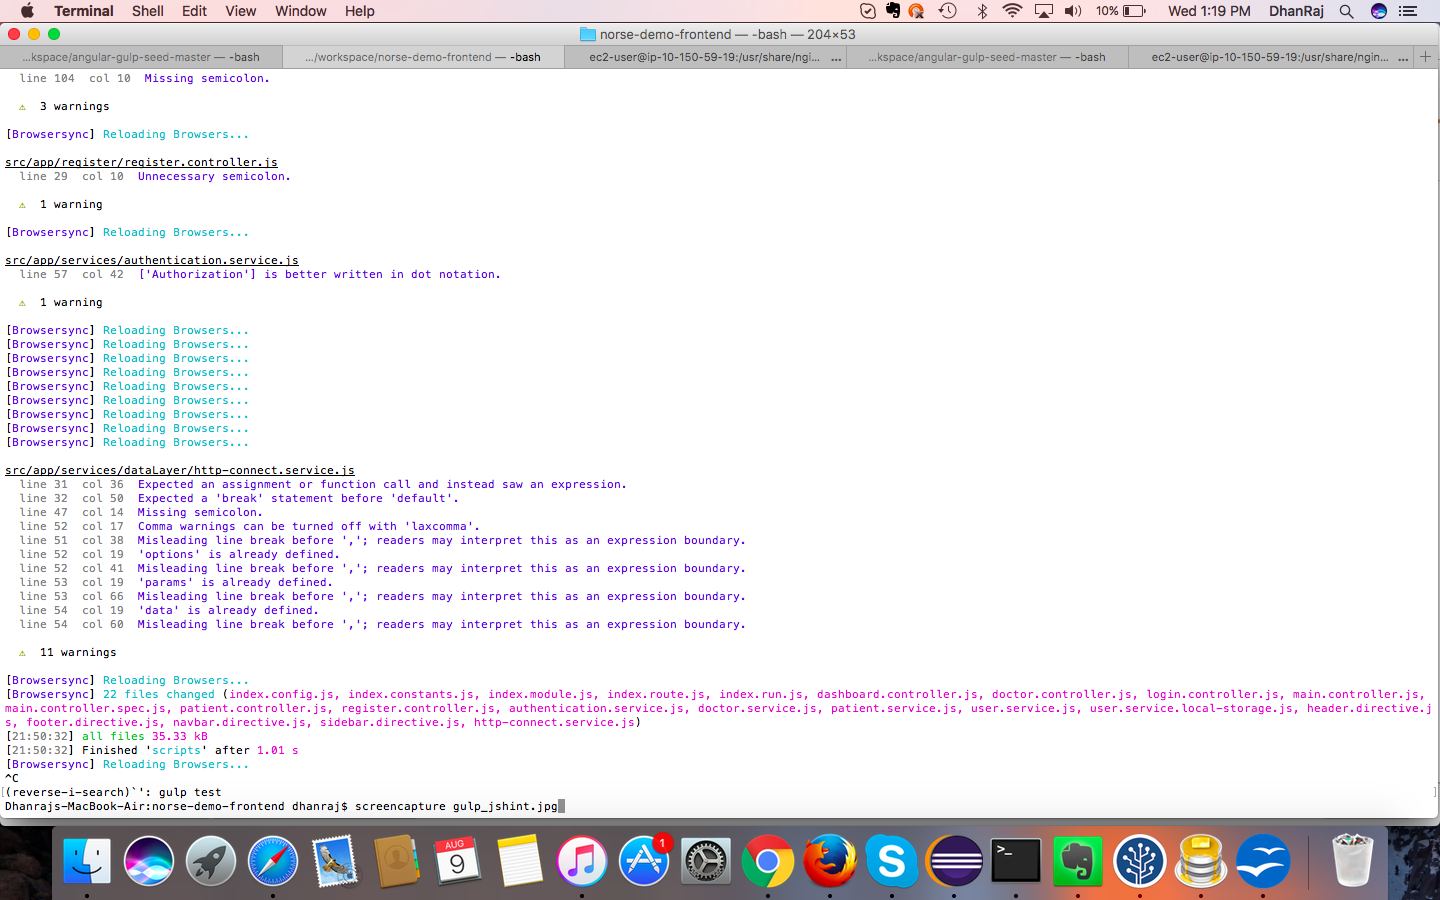 Terminal Shell Edit View Window Help 10% Wed 1:19 PM DhanRaj
norse-demo-frontend — -bash — 204×53
...kspace/angular-gulp-seed-master — -bash
.../workspace/norse-demo-frontend — -bash
ec2-user@ip-10-150-59-19:/usr/share/ngi... ...
...kspace/angular-gulp-seed-master — -bash
ec2-user@ip-10-150-59-19:/usr/share/ngin... ...
line 104 col 10 Missing semicolon.
⚠ 3 warnings
[Browsersync] Reloading Browsers...
src/app/register/register.controller.js
line 29 col 10 Unnecessary semicolon.
⚠ 1 warning
[Browsersync] Reloading Browsers...
src/app/services/authentication.service.js
line 57 col 42 ['Authorization'] is better written in dot notation.
⚠ 1 warning
[Browsersync] Reloading Browsers...
[Browsersync] Reloading Browsers...
[Browsersync] Reloading Browsers...
[Browsersync] Reloading Browsers...
[Browsersync] Reloading Browsers...
[Browsersync] Reloading Browsers...
[Browsersync] Reloading Browsers...
[Browsersync] Reloading Browsers...
[Browsersync] Reloading Browsers...
src/app/services/dataLayer/http-connect.service.js
line 31 col 36 Expected an assignment or function call and instead saw an expression.
line 32 col 50 Expected a 'break' statement before 'default'.
line 47 col 14 Missing semicolon.
line 52 col 17 Comma warnings can be turned off with 'laxcomma'.
line 51 col 38 Misleading line break before ','; readers may interpret this as an expression boundary.
line 52 col 19 'options' is already defined.
line 52 col 41 Misleading line break before ','; readers may interpret this as an expression boundary.
line 53 col 19 'params' is already defined.
line 53 col 66 Misleading line break before ','; readers may interpret this as an expression boundary.
line 54 col 19 'data' is already defined.
line 54 col 60 Misleading line break before ','; readers may interpret this as an expression boundary.
⚠ 11 warnings
[Browsersync] Reloading Browsers...
[Browsersync] 22 files changed (index.config.js, index.constants.js, index.module.js, index.route.js, index.run.js, dashboard.controller.js, doctor.controller.js, login.controller.js, main.controller.js,
main.controller.spec.js, patient.controller.js, register.controller.js, authentication.service.js, doctor.service.js, patient.service.js, user.service.js, user.service.local-storage.js, header.directive.j
s, footer.directive.js, navbar.directive.js, sidebar.directive.js, http-connect.service.js)
[21:50:32] all files 35.33 kB
[21:50:32] Finished 'scripts' after 1.01 s
[Browsersync] Reloading Browsers...
^C
(reverse-i-search)`': gulp test
Dhanrajs-MacBook-Air:norse-demo-frontend dhanraj$ screencapture gulp_jshint.jpg
AUG
9
1
>_
S